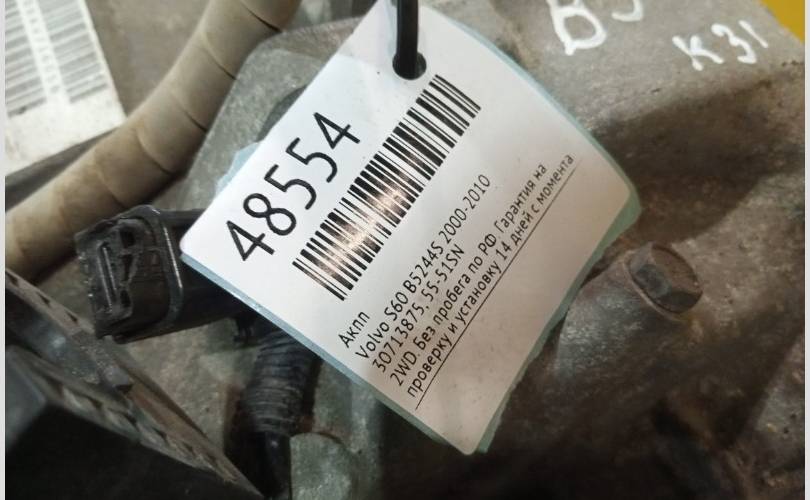 48554
Акпп
Volvo S60 B5244S 2000-2010
30713875. 55-51SN
2WD. Без пробега по РФ. Гарантия на
проверку и установку 14 дней с момента
К31